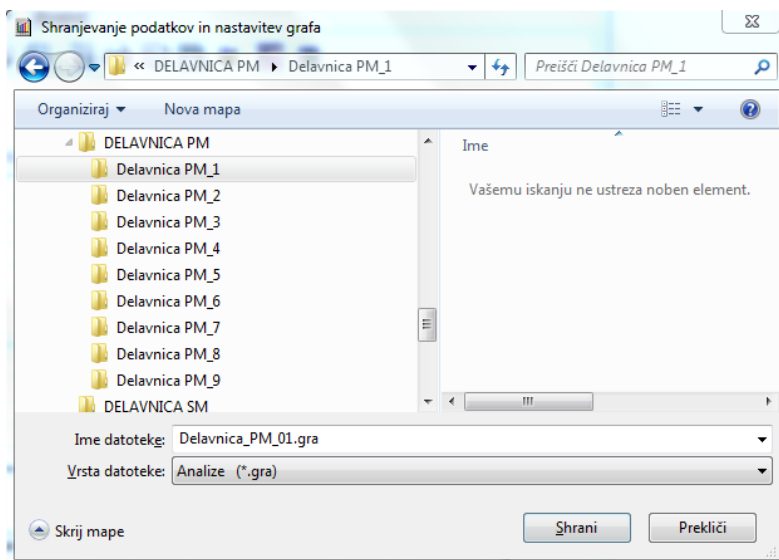 Shranjevanje podatkov in nastavitev grafa
« DELAVNICA PM Delavnica PM_1
Preišči Delavnica PM_1
Organiziraj Nova mapa
DELAVNICA PM
Delavnica PM_1
Delavnica PM_2
Delavnica PM_3
Delavnica PM_4
Delavnica PM_5
Delavnica PM_6
Delavnica PM_7
Delavnica PM_8
Delavnica PM_9
DELAVNICA SM
Ime
Vašemu iskanju ne ustreza noben element.
Ime datoteke: Delavnica_PM_01.gra
Vrsta datoteke: Analize (*.gra)
Skrij mape
Shrani Prekliči